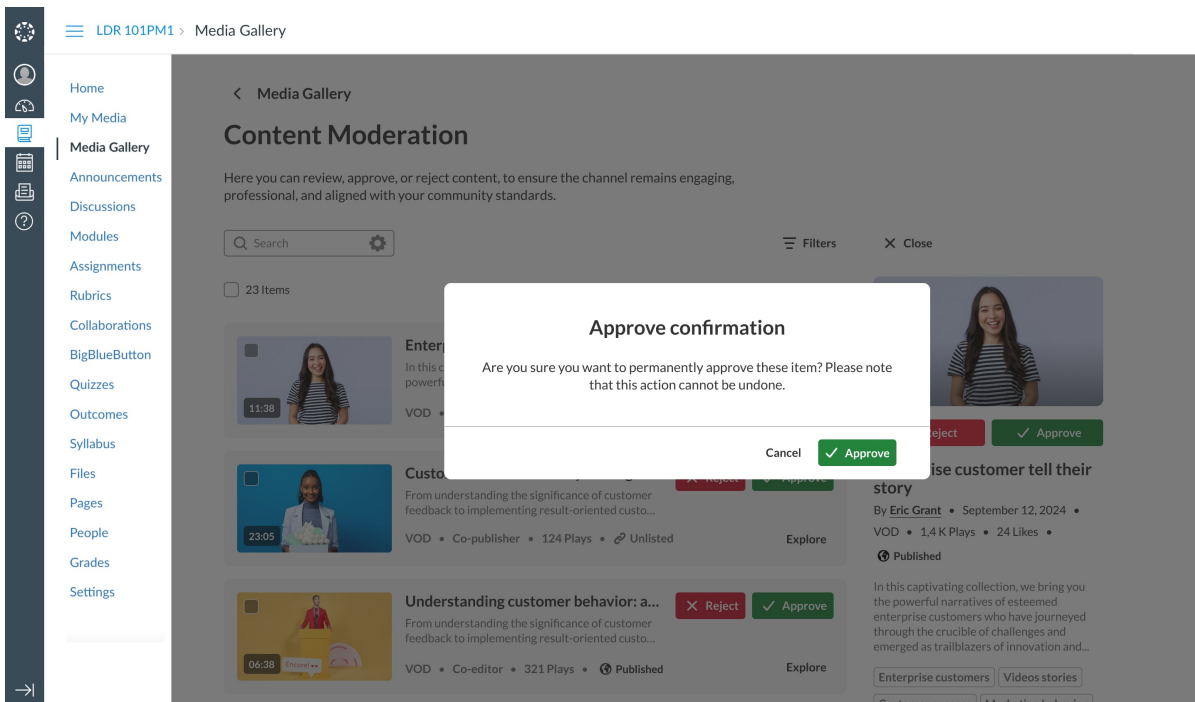 LDR 101PM1 > Media Gallery
Home
My Media
Media Gallery
Announcements
Discussions
Modules
Assignments
Rubrics
Collaborations
BigBlueButton
Quizzes
Outcomes
Syllabus
Files
Pages
People
Grades
Settings
Media Gallery
Content Moderation
Here you can review, approve, or reject content, to ensure the channel remains engaging,
professional, and aligned with your community standards.
Search
Filters
Close
23 Items
Approve confirmation
Are you sure you want to permanently approve these item? Please note
that this action cannot be undone.
Cancel
Approve
In this
11:38
VOD •
23:05
From understanding the significance of customer
feedback to implementing result-oriented custo...
VOD • Co-publisher • 124 Plays • Unlisted
Explore
Understanding customer behavior: a...
Reject
Approve
From understanding the significance of customer
feedback to implementing result-oriented custo...
06:38
Encore!
VOD • Co-editor • 321 Plays • Published
Explore
Approve
customer tell their
story
By Eric Grant • September 12, 2024 •
VOD • 1,4 K Plays • 24 Likes •
Published
In this captivating collection, we bring you
the powerful narratives of esteemed
enterprise customers who have journeyed
through the crucible of challenges and
emerged as trailblazers of innovation and...
Enterprise customers
Videos stories